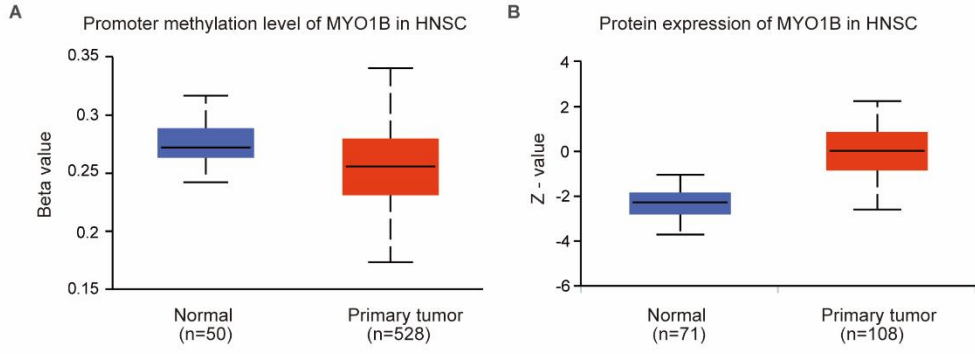 A
Promoter methylation level of MYO1B in HNSC
Beta value
0.35
0.3
0.25
0.2
0.15
Normal
(n=50)
Primary tumor
(n=528)
B
Protein expression of MYO1B in HNSC
Z - value
4
2
0
-2
-4
-6
Normal
(n=71)
Primary tumor
(n=108)